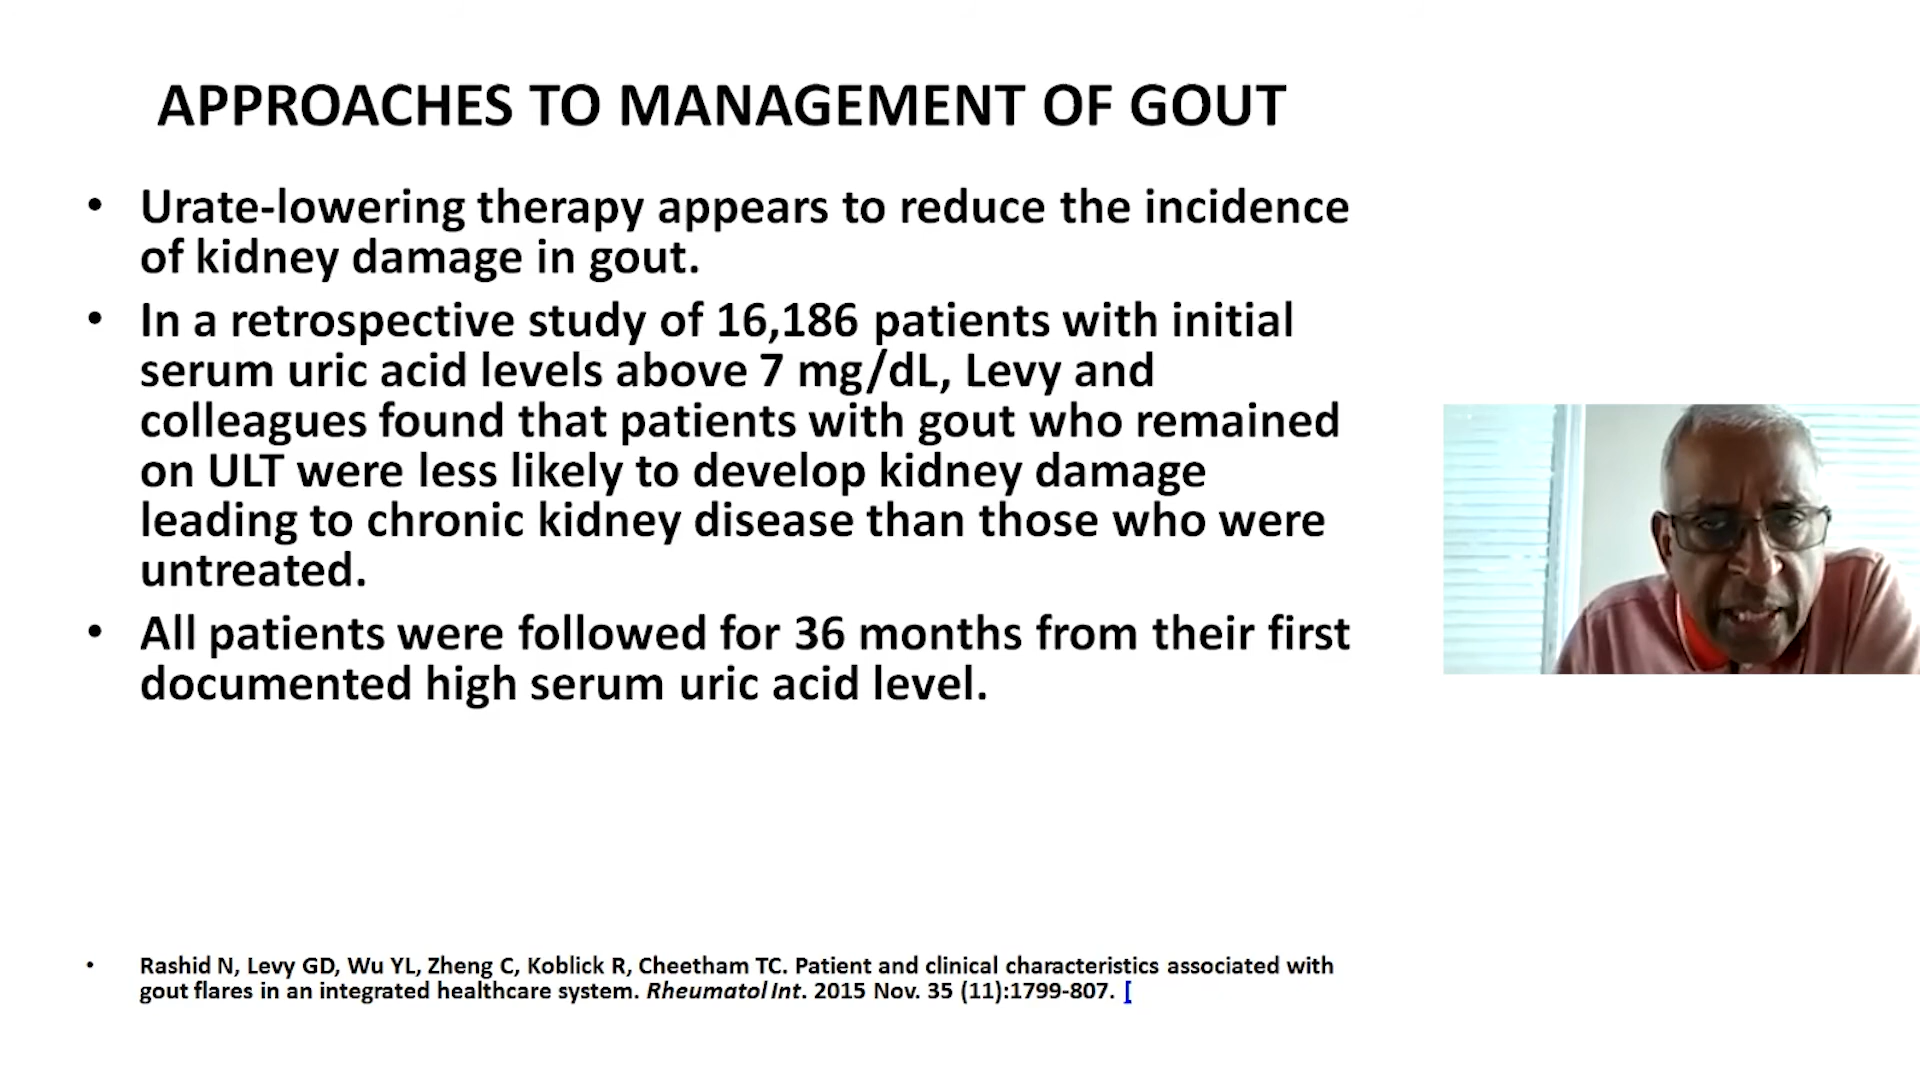 APPROACHES TO MANAGEMENT OF GOUT
• Urate-lowering therapy appears to reduce the incidence
of kidney damage in gout.
• In a retrospective study of 16,186 patients with initial
serum uric acid levels above 7 mg/dL, Levy and
colleagues found that patients with gout who remained
on ULT were less likely to develop kidney damage
leading to chronic kidney disease than those who were
untreated.
• All patients were followed for 36 months from their first
documented high serum uric acid level.
• Rashid N, Levy GD, Wu YL, Zheng C, Koblick R, Cheetham TC. Patient and clinical characteristics associated with
gout flares in an integrated healthcare system. Rheumatol Int. 2015 Nov. 35 (11):1799-807. [